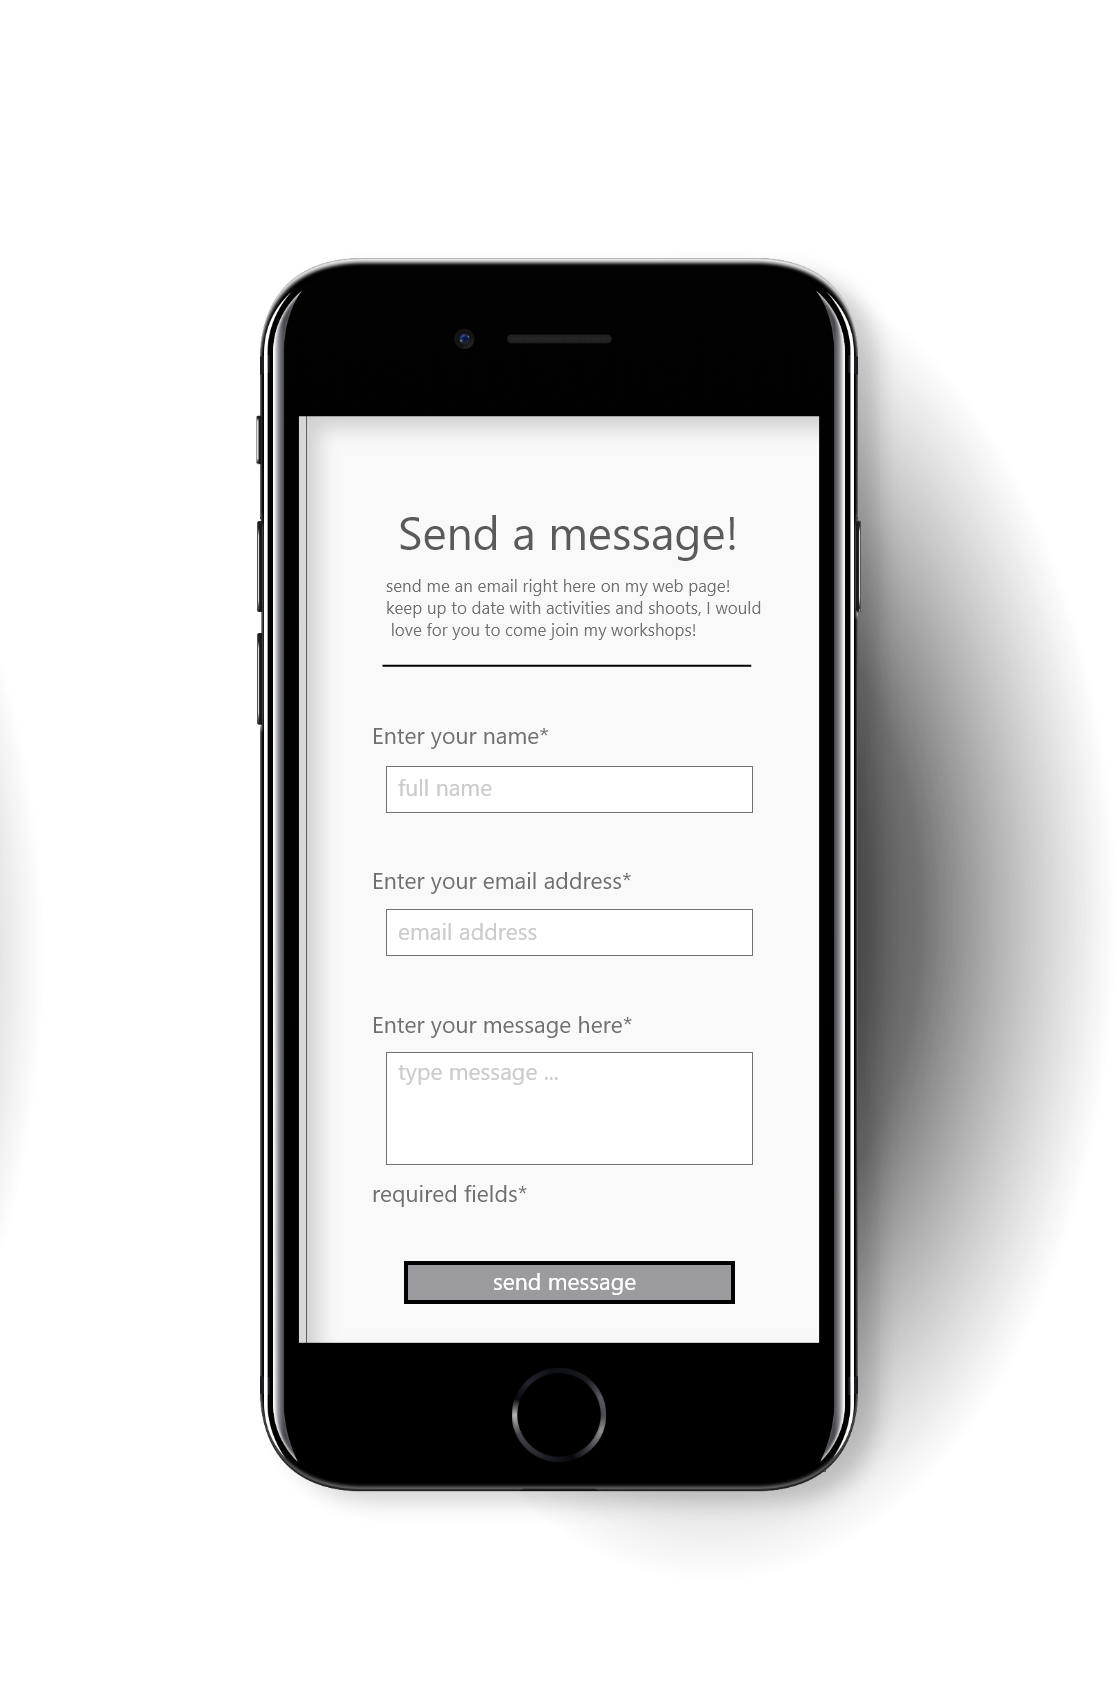 Send a message!
send me an email right here on my web page!
keep up to date with activities and shoots, I would
love for you to come join my workshops!
Enter your name*
full name
Enter your email address*
email address
Enter your message here*
type message ...
required fields*
send message